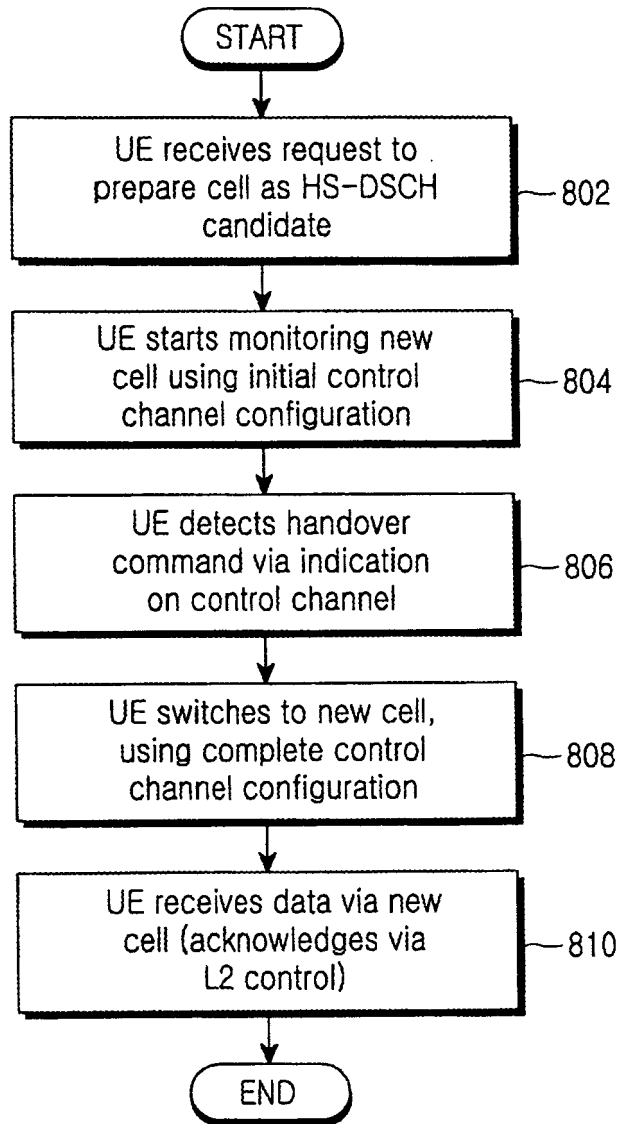 START
UE receives request to
prepare cell as HS-DSCH
candidate
802
UE starts monitoring new
cell using initial control
channel configuration
804
UE detects handover
command via indication
on control channel
806
UE switches to new cell,
using complete control
channel configuration
808
UE receives data via new
cell (acknowledges via
L2 control)
810
END